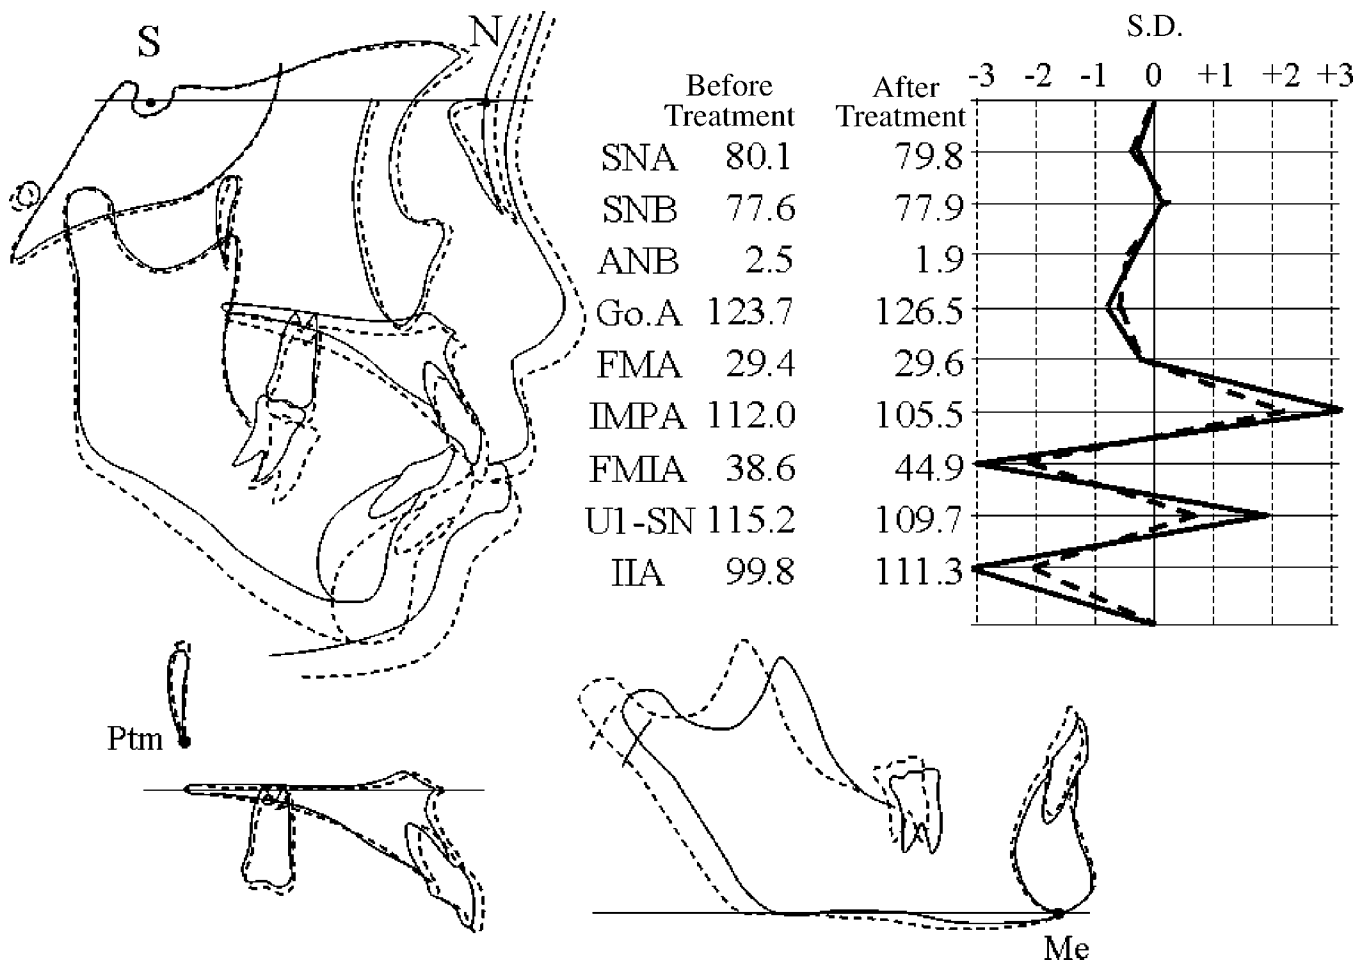 S.D.
S
N
-3 -2 -1 0 +1 +2 +3
Before Treatment
After Treatment
SNA 80.1 79.8
SNB 77.6 77.9
ANB 2.5 1.9
Go.A 123.7 126.5
FMA 29.4 29.6
IMPA 112.0 105.5
FMIA 38.6 44.9
U1-SN 115.2 109.7
IIA 99.8 111.3
Ptm
Me